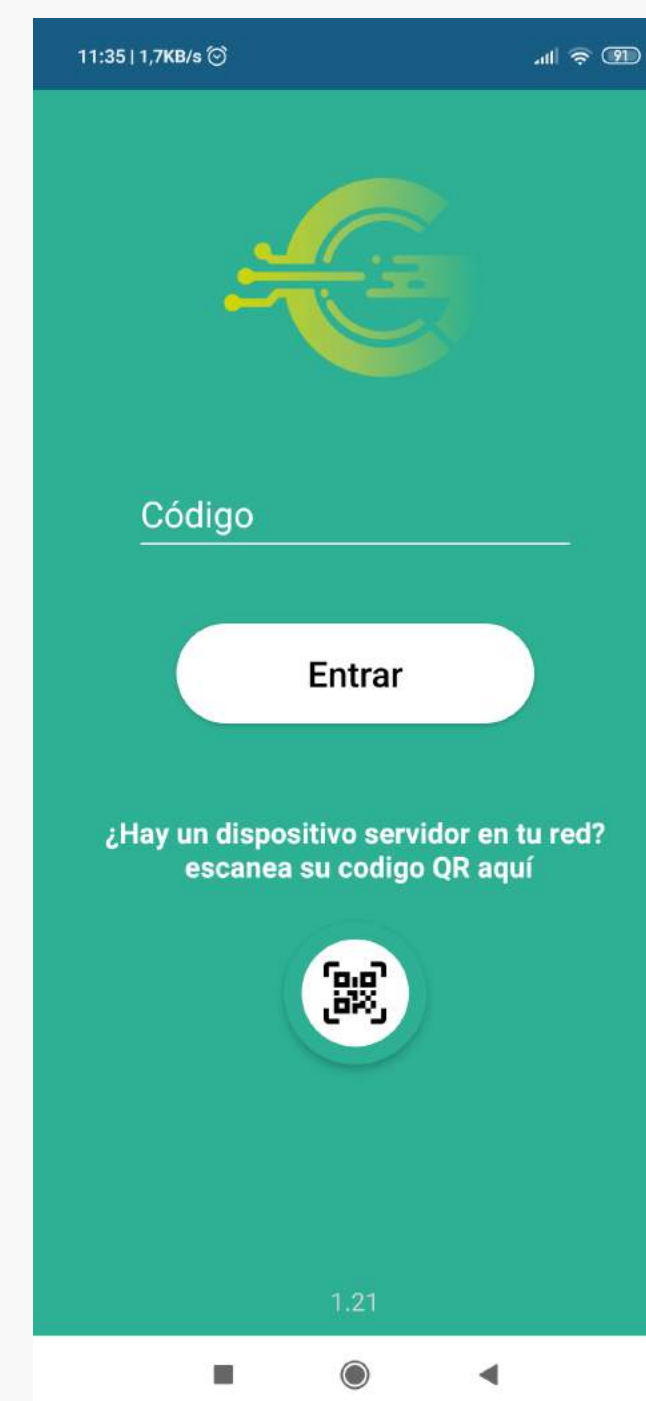 11:35 | 1,7KB/s
91
Código
Entrar
¿Hay un dispositivo servidor en tu red?
escanea su codigo QR aquí
1.21